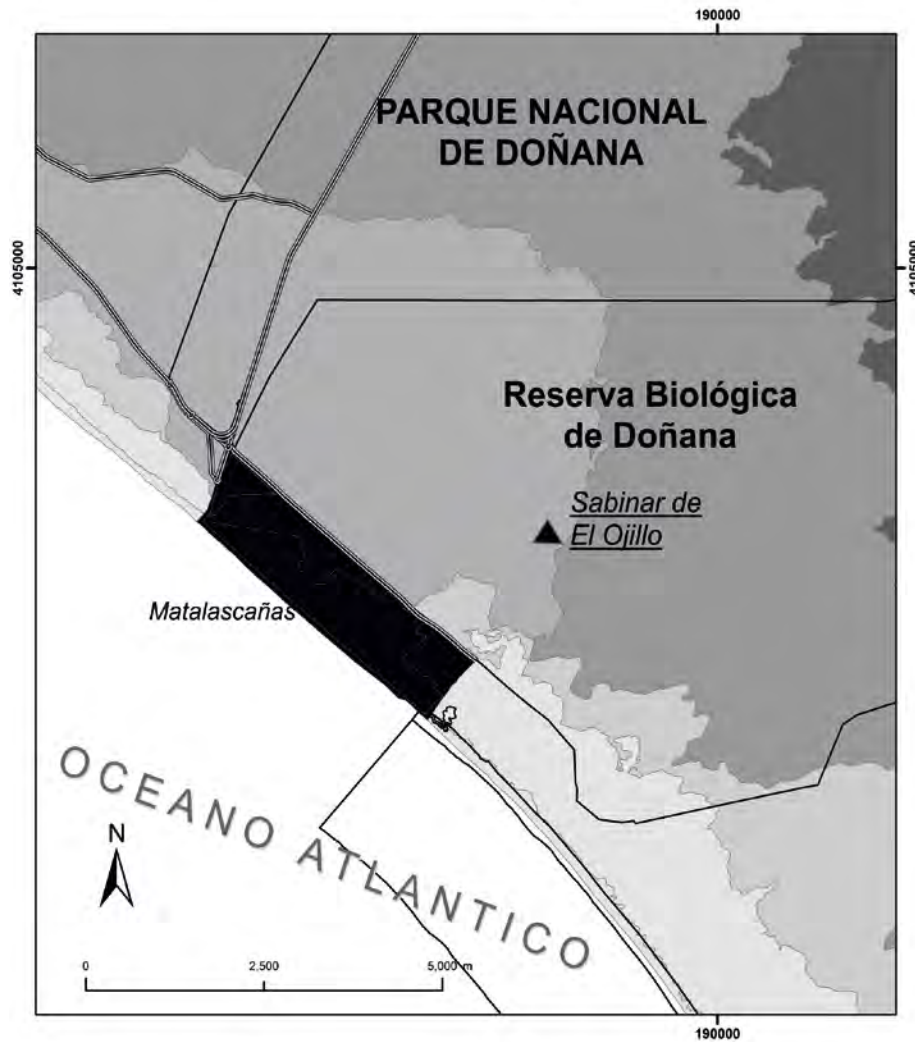 190000
PARQUE NACIONAL
DE DOÑANA
4105000
4105000
Reserva Biológica
de Doñana
Sabinar de
El Ojillo
Matalascañas
OCEANO ATLANTICO
N
0
2,500
5,000 m
190000